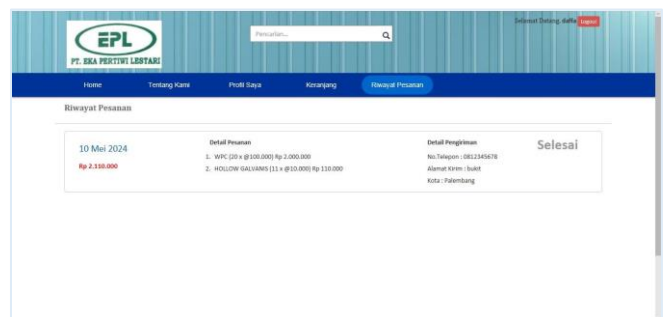 EPL
PT. EKA PERTIWI LESTARI
Pencarian...
Selamat Datang, daffa Logout
Home Tentang Kami Profil Saya Keranjang Riwayat Pesanan
Riwayat Pesanan
10 Mei 2024
Rp 2.110.000
Detail Pesanan
1. WPC (20 x @100.000) Rp 2.000.000
2. HOLLOW GALVANIS (11 x @10.000) Rp 110.000
Detail Pengiriman
No.Telepon : 0812345678
Alamat Kirim : bukit
Kota : Palembang
Selesai